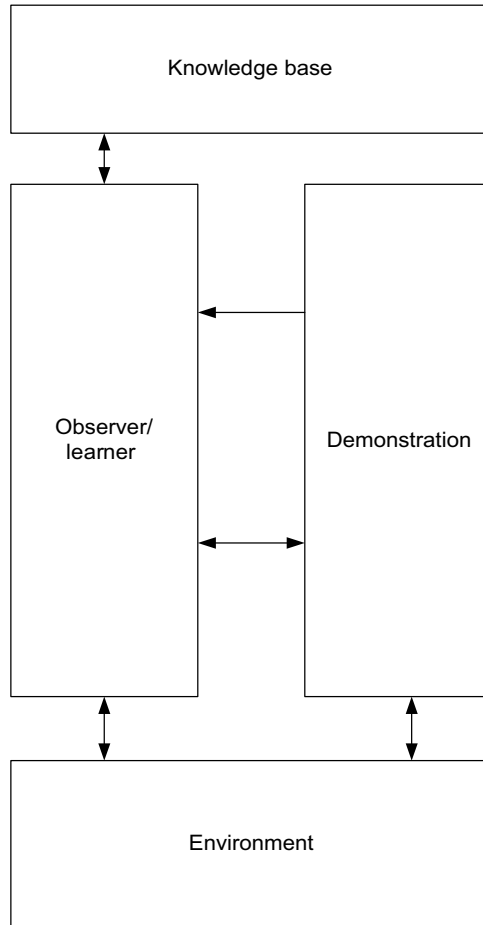 Knowledge base
Observer/
learner
Demonstration
Environment